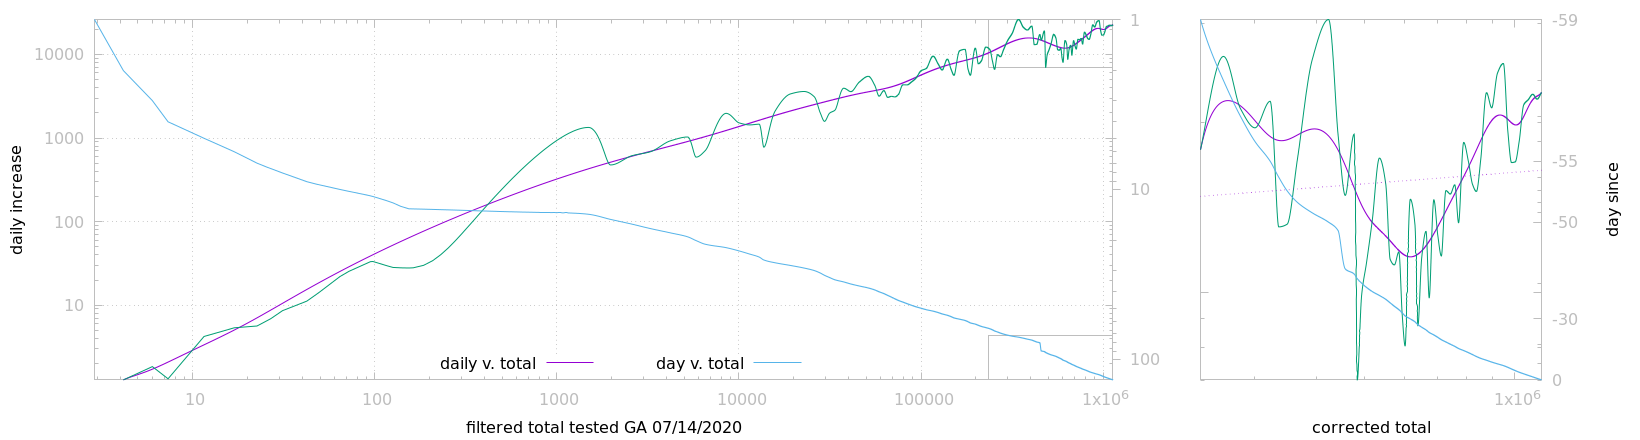 10000
1000
100
10
daily increase
daily v. total
day v. total
10
100
1000
10000
100000
1x10^6
filtered total tested GA 07/14/2020
1
10
100
-59
-55
-50
-30
0
day since
1x10^6
corrected total